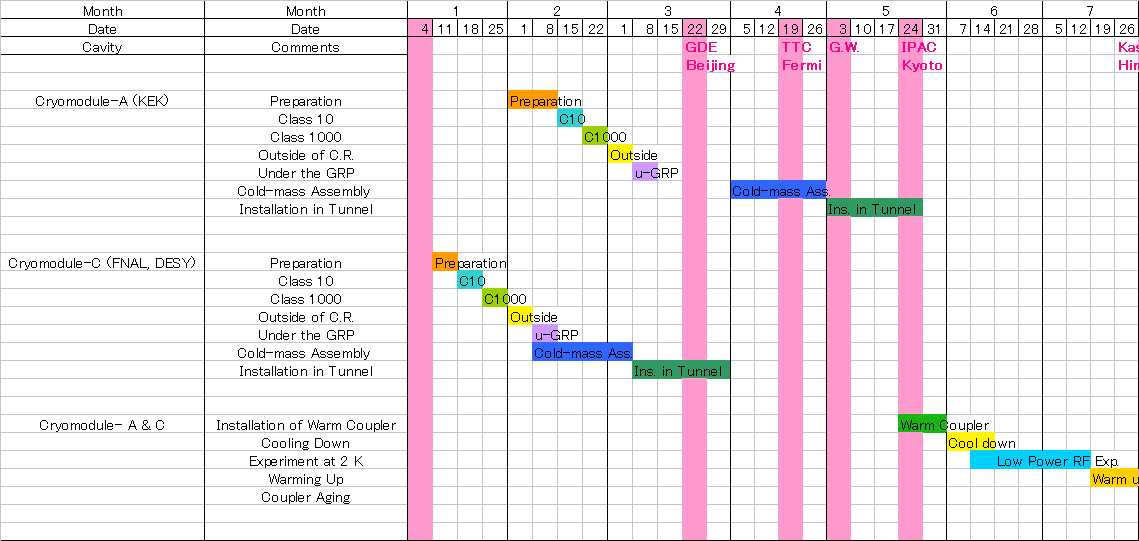 Month Month 1 2 3 4 5 6 7
Date Date 4 11 18 25 1 8 15 22 1 8 15 22 29 5 12 19 26 3 10 17 24 31 7 14 21 28 5 12 19 26
Cavity Comments GDE TTC G.W. IPAC Kas
Beijing Fermi Kyoto Him
Cryomodule-A (KEK) Preparation Preparation
Class 10 C10
Class 1000 C1000
Outside of C.R. Outside
Under the GRP u-GRP
Cold-mass Assembly Cold-mass Ass.
Installation in Tunnel Ins. in Tunnel
Cryomodule-C (FNAL, DESY) Preparation Preparation
Class 10 C10
Class 1000 C1000
Outside of C.R. Outside
Under the GRP u-GRP
Cold-mass Assembly Cold-mass Ass.
Installation in Tunnel Ins. in Tunnel
Cryomodule- A & C Installation of Warm Coupler Warm Coupler
Cooling Down Cool down
Experiment at 2 K Low Power RF Exp.
Warming Up Warm u
Coupler Aging